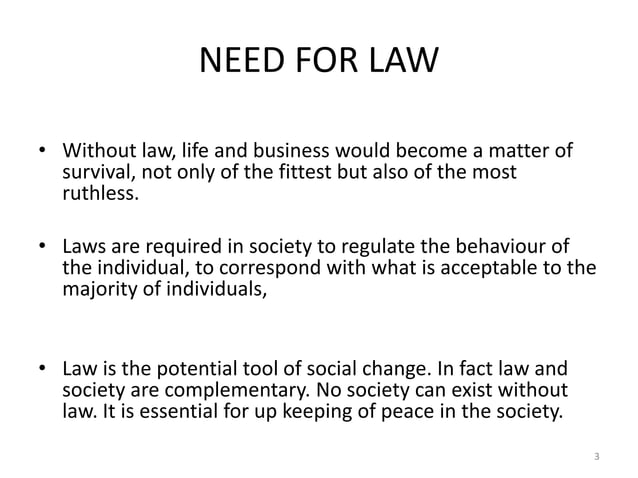 NEED FOR LAW
• Without law, life and business would become a matter of
survival, not only of the fittest but also of the most
ruthless.
• Laws are required in society to regulate the behaviour of
the individual, to correspond with what is acceptable to the
majority of individuals,
• Law is the potential tool of social change. In fact law and
society are complementary. No society can exist without
law. It is essential for up keeping of peace in the society.
3